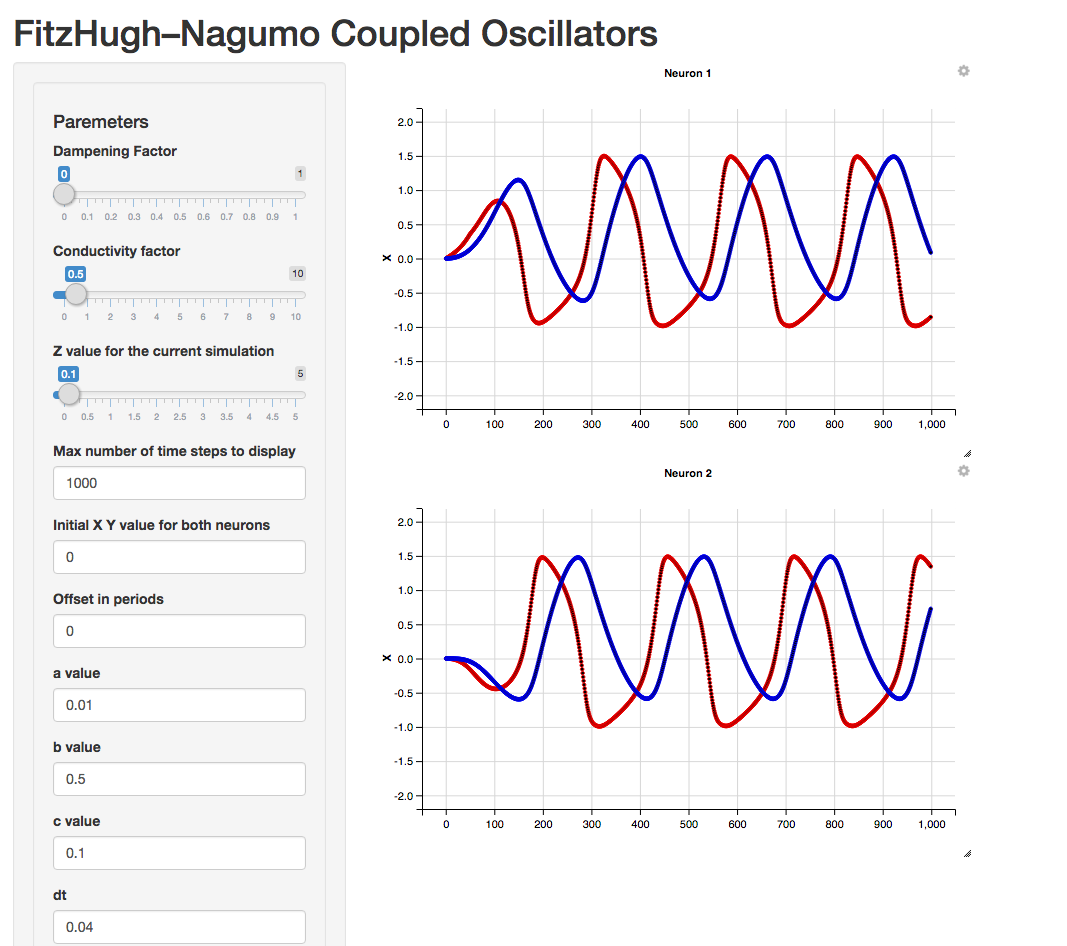 FitzHugh–Nagumo Coupled Oscillators
Paremeters
Dampening Factor
0 1
0 0.1 0.2 0.3 0.4 0.5 0.6 0.7 0.8 0.9 1
Conductivity factor
0.5 10
0 1 2 3 4 5 6 7 8 9 10
Z value for the current simulation
0.1 5
0 0.5 1 1.5 2 2.5 3 3.5 4 4.5 5
Max number of time steps to display
1000
Initial X Y value for both neurons
0
Offset in periods
0
a value
0.01
b value
0.5
c value
0.1
dt
0.04
Neuron 1
2.0
1.5
1.0
0.5
X 0.0
-0.5
-1.0
-1.5
-2.0
0 100 200 300 400 500 600 700 800 900 1,000
Neuron 2
2.0
1.5
1.0
0.5
X 0.0
-0.5
-1.0
-1.5
-2.0
0 100 200 300 400 500 600 700 800 900 1,000